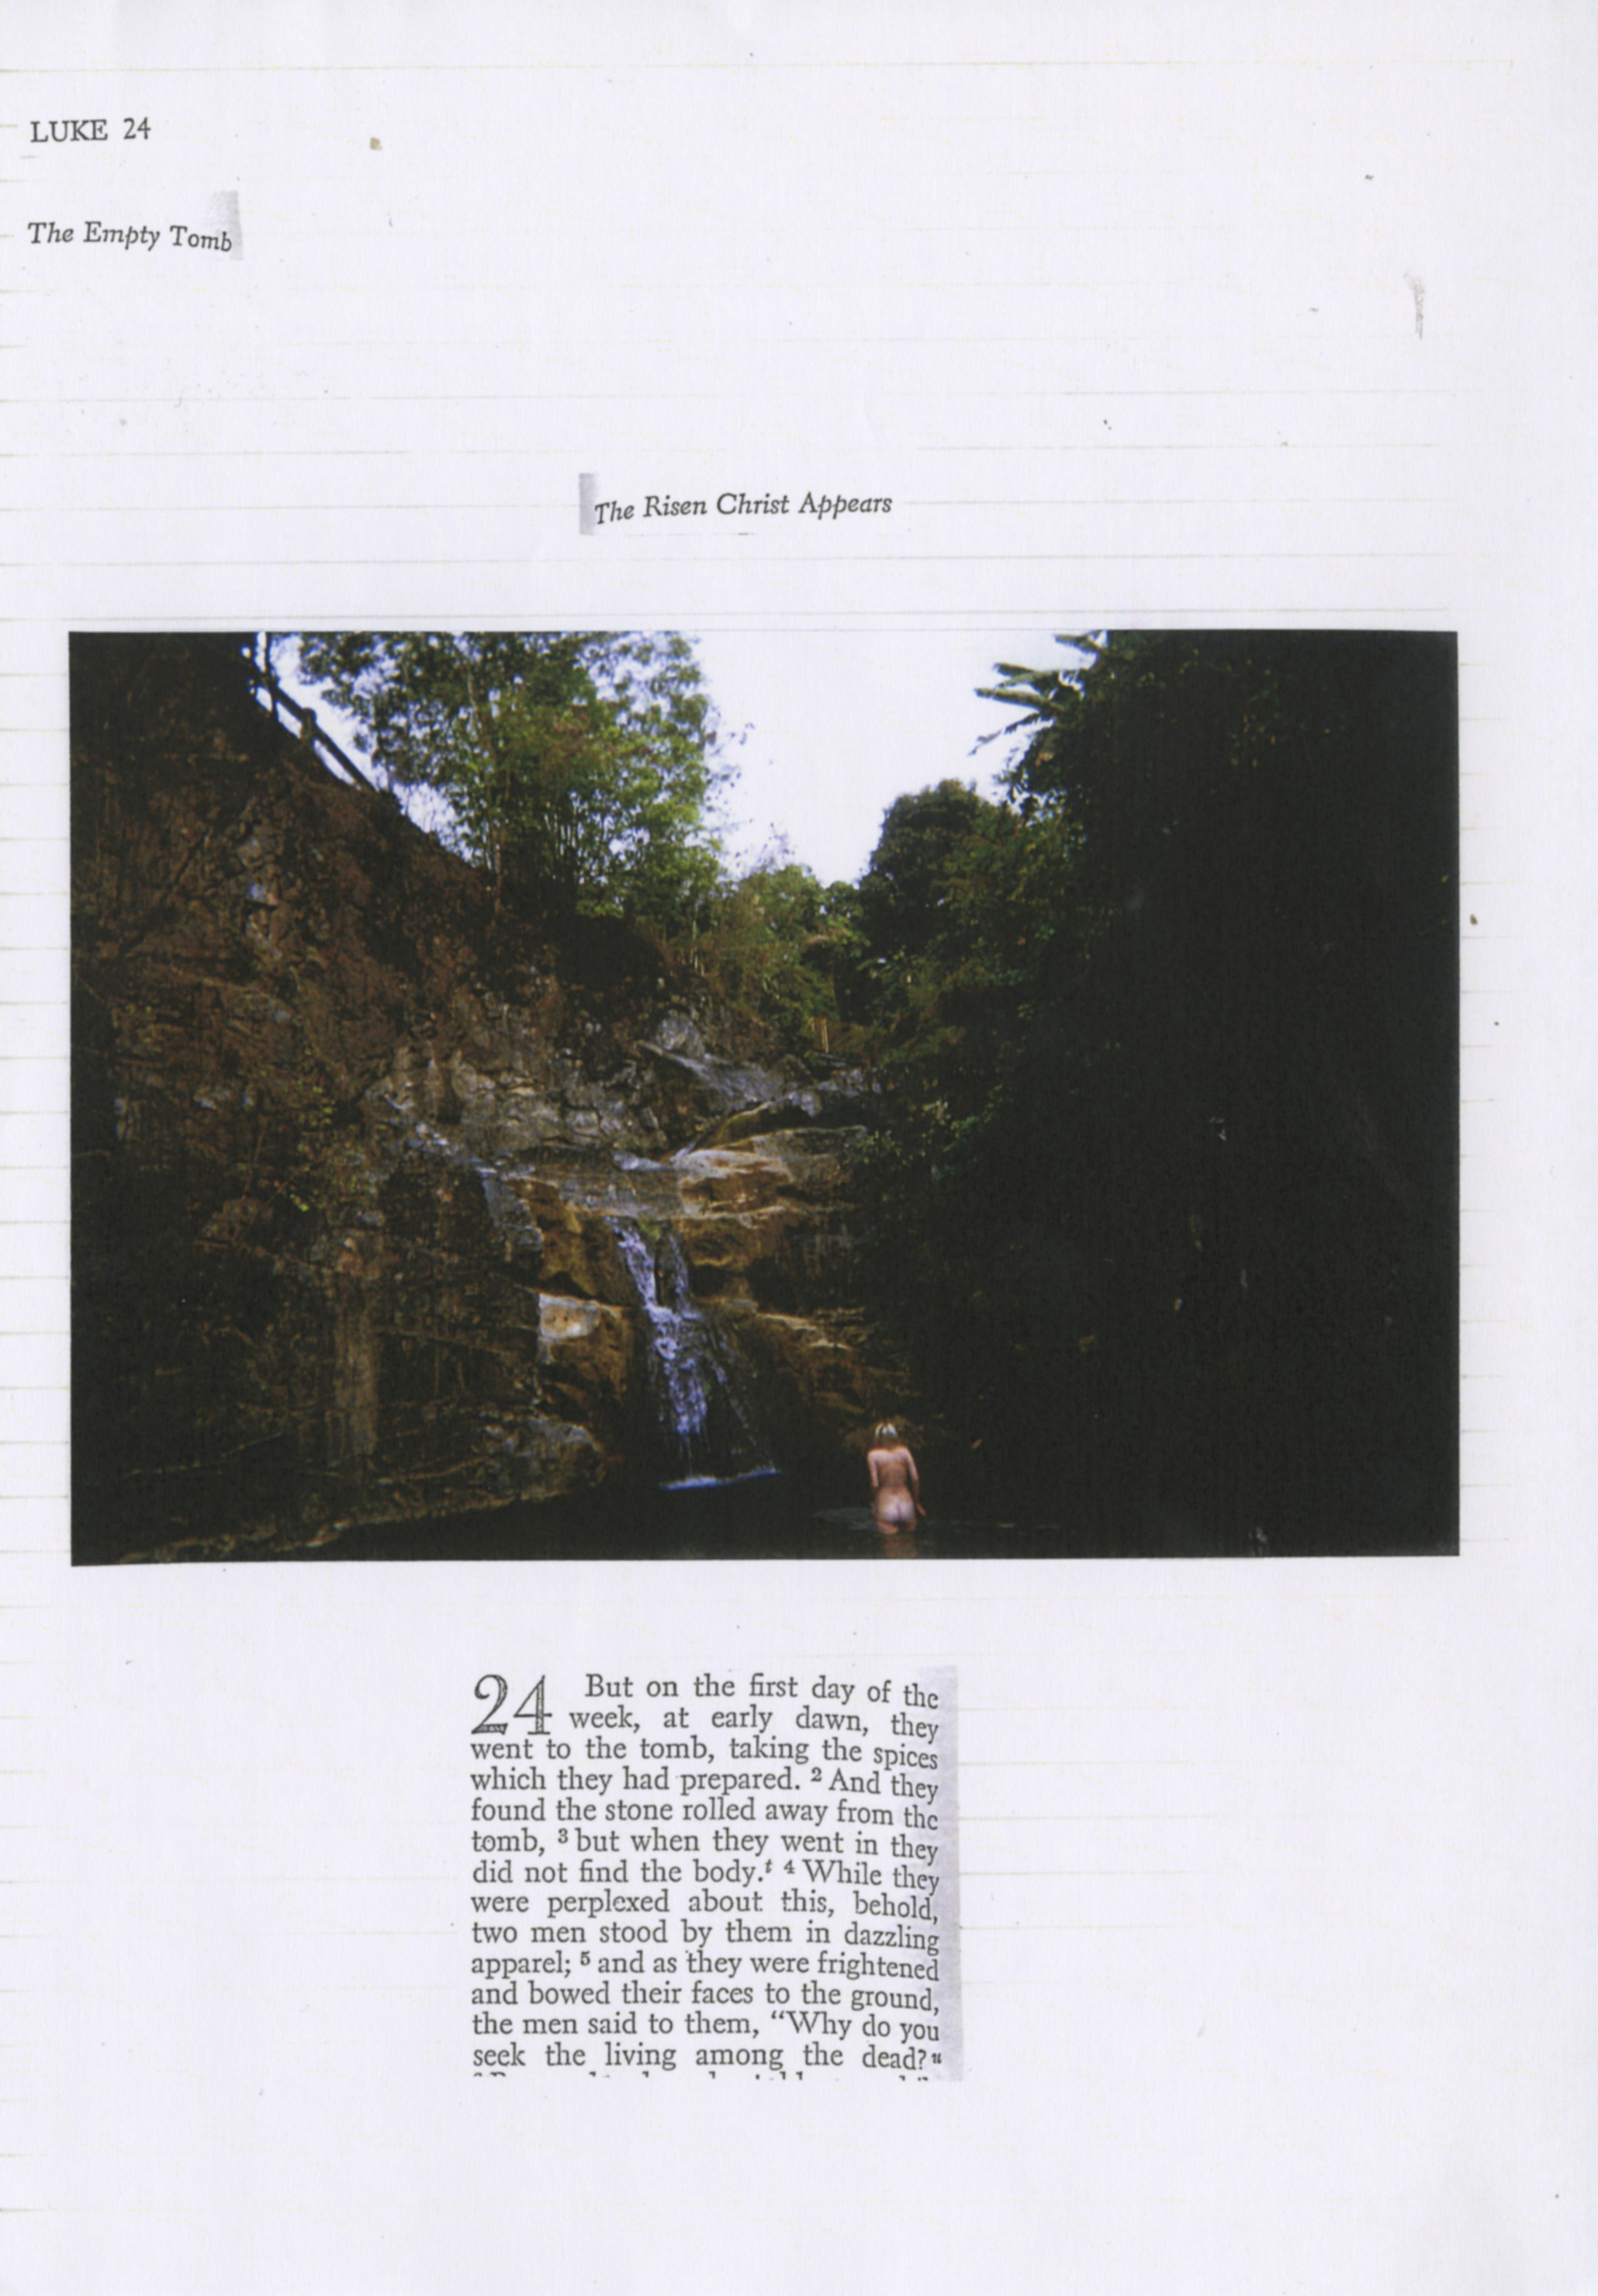 LUKE 24
The Empty Tomb
The Risen Christ Appears
24 But on the first day of the
week, at early dawn, they
went to the tomb, taking the spices
which they had prepared. ² And they
found the stone rolled away from the
tomb, ³ but when they went in they
did not find the body.ᵗ ⁴ While they
were perplexed about this, behold,
two men stood by them in dazzling
apparel; ⁵ and as they were frightened
and bowed their faces to the ground,
the men said to them, “Why do you
seek the living among the dead?ᵘ